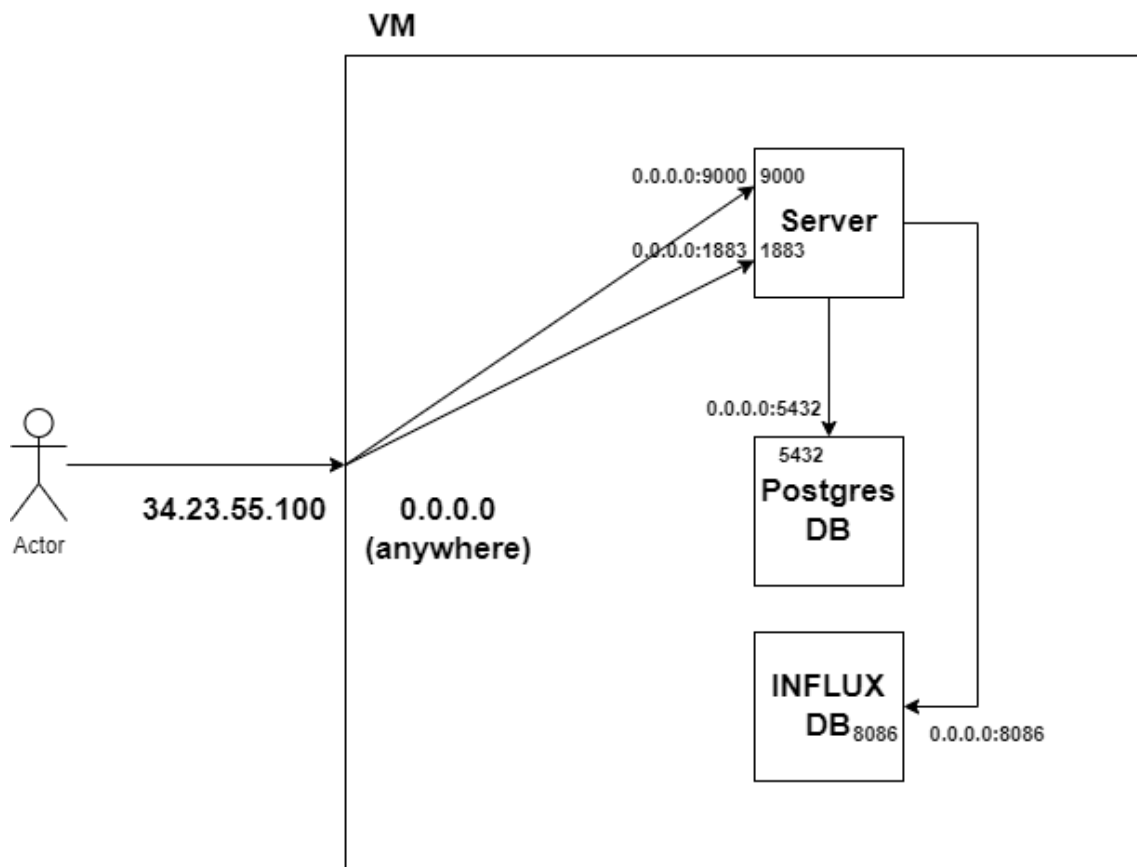 VM
0.0.0.0:9000 9000
Server
0.0.0.0:1883 1883
0.0.0.0:5432
5432
Postgres
DB
34.23.55.100
0.0.0.0
(anywhere)
Actor
INFLUX
DB
8086
0.0.0.0:8086